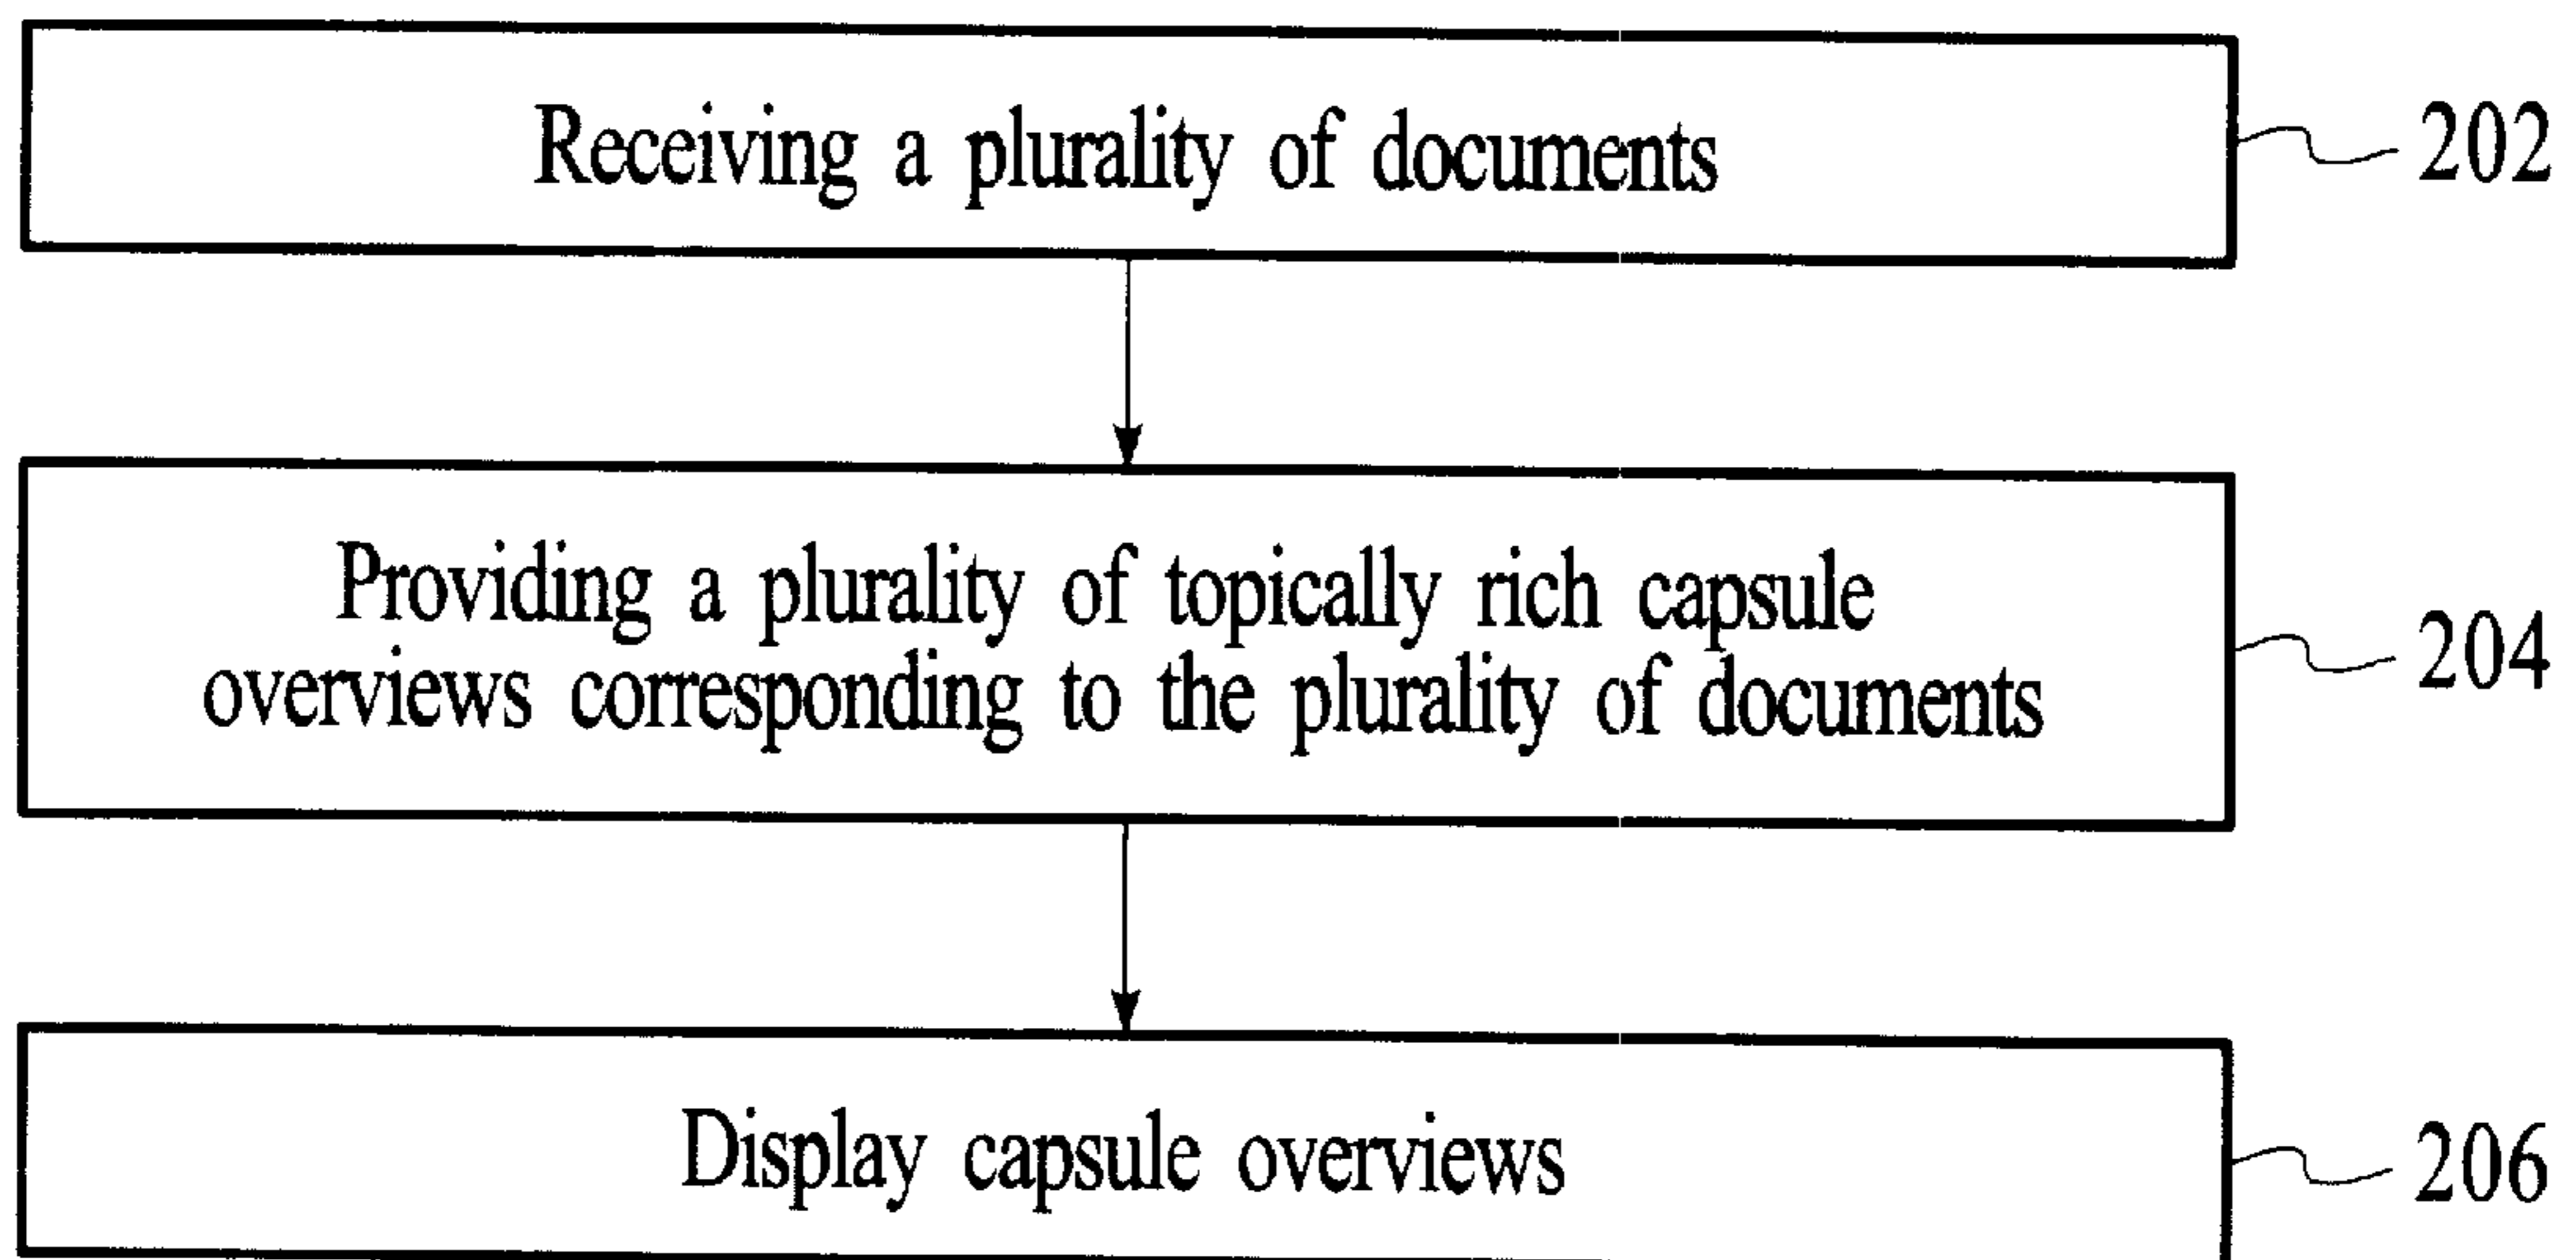 Receiving a plurality of documents
202
Providing a plurality of topically rich capsule
overviews corresponding to the plurality of documents
204
Display capsule overviews
206